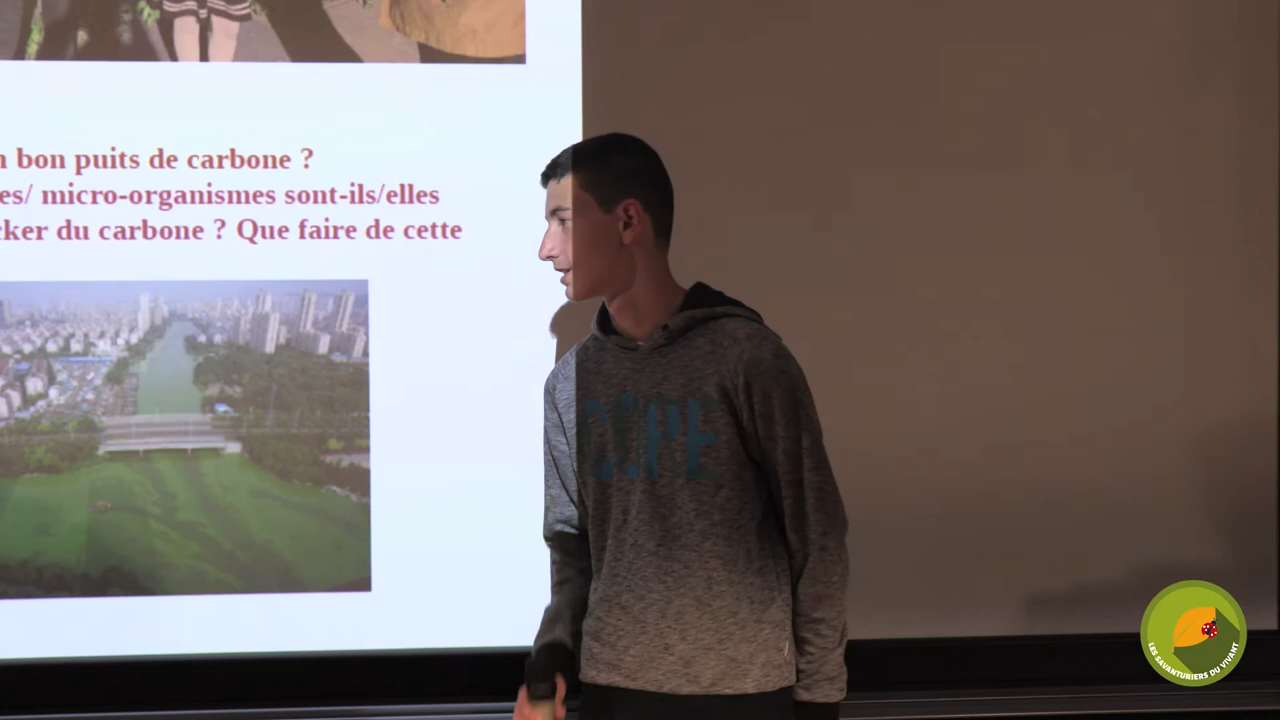 bon puits de carbone ?
es/ micro-organismes sont-ils/elles
cker du carbone ? Que faire de cette
LES SAVANTURIERS DU VIVANT